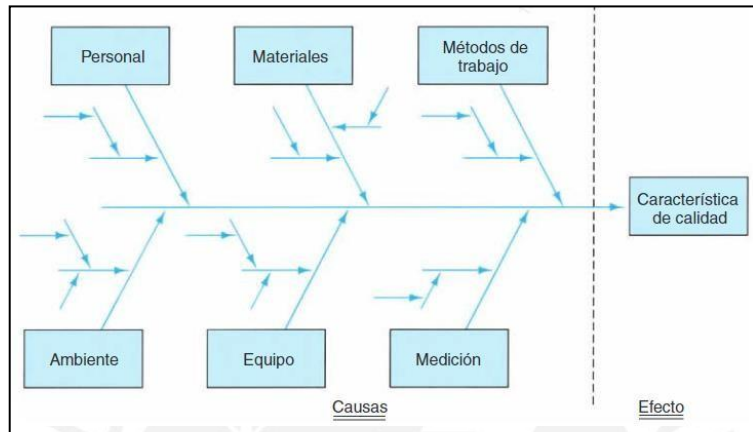 Personal
Materiales
Métodos de
trabajo
Característica
de calidad
Ambiente
Equipo
Medición
Causas
Efecto